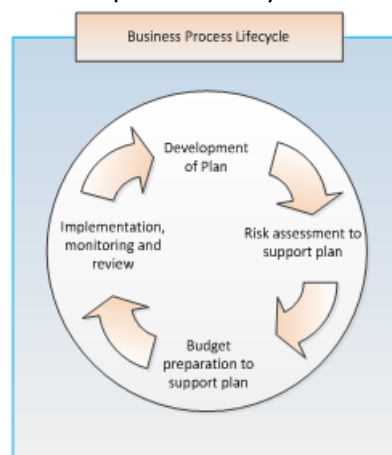 Business Process Lifecycle
Development
of Plan
Risk assessment to
support plan
Budget
preparation to
support plan
Implementation,
monitoring and
review